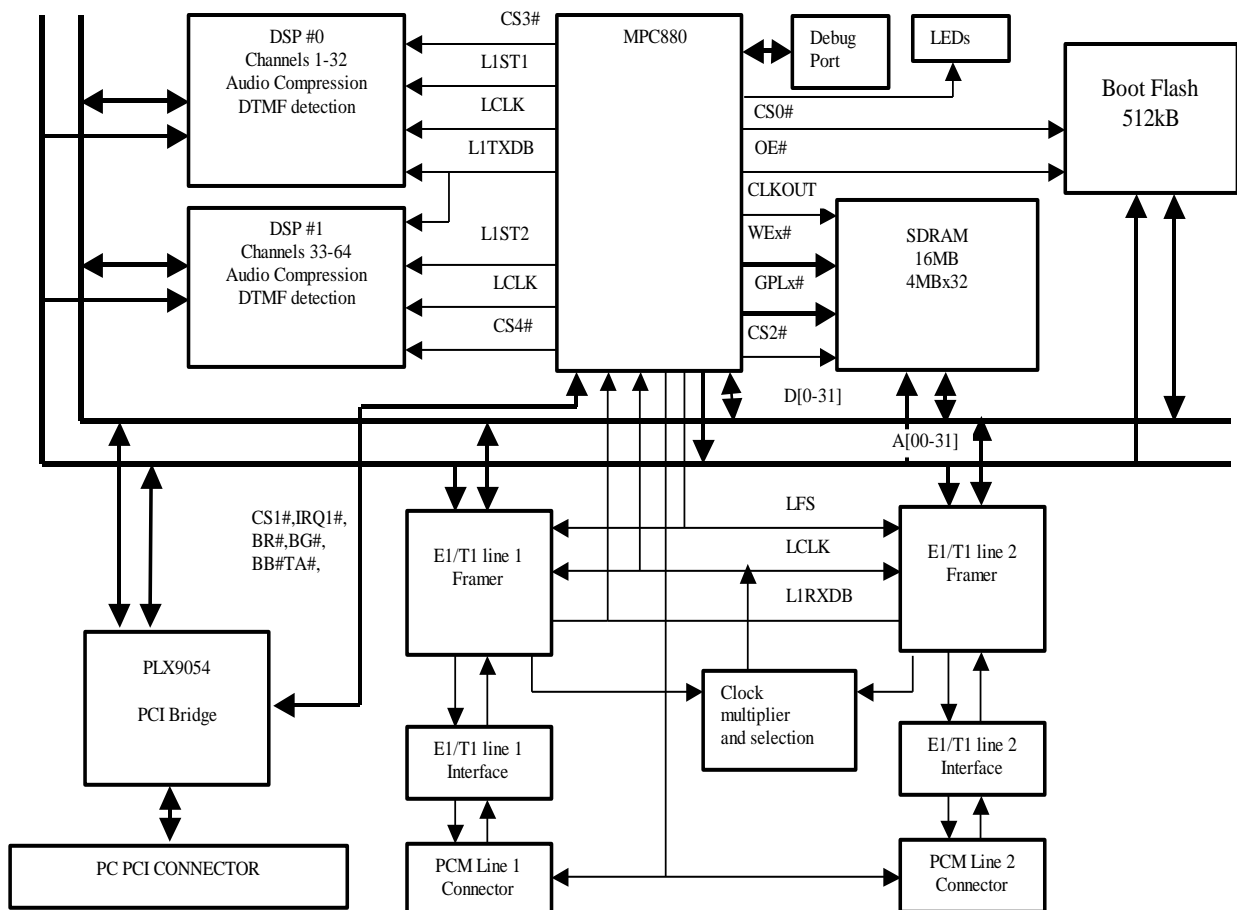 DSP #0
Channels 1-32
Audio Compression
DTMF detection
CS3#
L1ST1
LCLK
L1TXDB
MPC880
Debug
Port
LEDs
Boot Flash
512kB
CS0#
OE#
CLKOUT
WEx#
GPLx#
CS2#
SDRAM
16MB
4MBx32
DSP #1
Channels 33-64
Audio Compression
DTMF detection
L1ST2
LCLK
CS4#
D[0-31]
A[00-31]
CS1#,IRQ1#,
BR#,BG#,
BB#TA#,
E1/T1 line 1
Framer
LFS
LCLK
L1RXDB
E1/T1 line 2
Framer
PLX9054
PCI Bridge
Clock
multiplier
and selection
E1/T1 line 1
Interface
E1/T1 line 2
Interface
PC PCI CONNECTOR
PCM Line 1
Connector
PCM Line 2
Connector